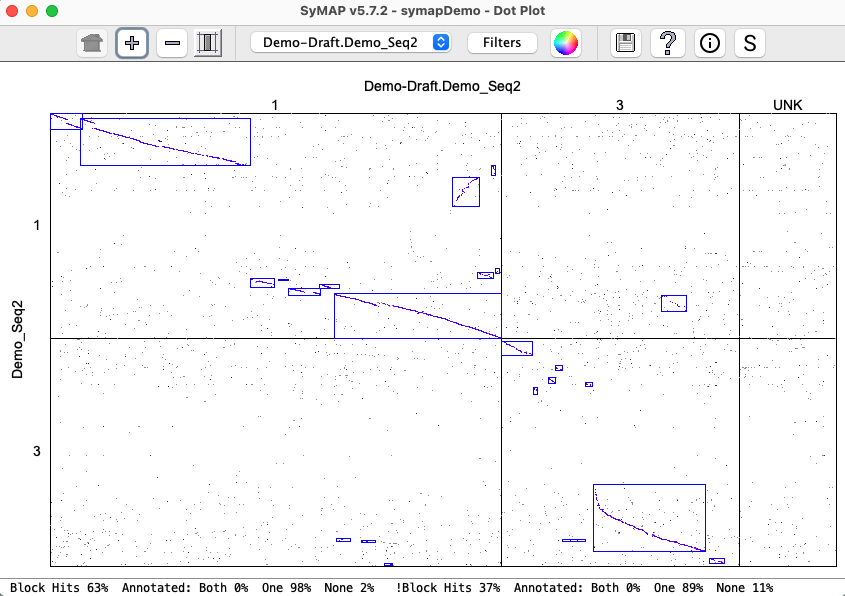 SyMAP v5.7.2 - symapDemo - Dot Plot
Demo-Draft.Demo_Seq2 Filters ? i S
Demo-Draft.Demo_Seq2
1 3 UNK
1
Demo_Seq2
3
Block Hits 63% Annotated: Both 0% One 98% None 2% !Block Hits 37% Annotated: Both 0% One 89% None 11%